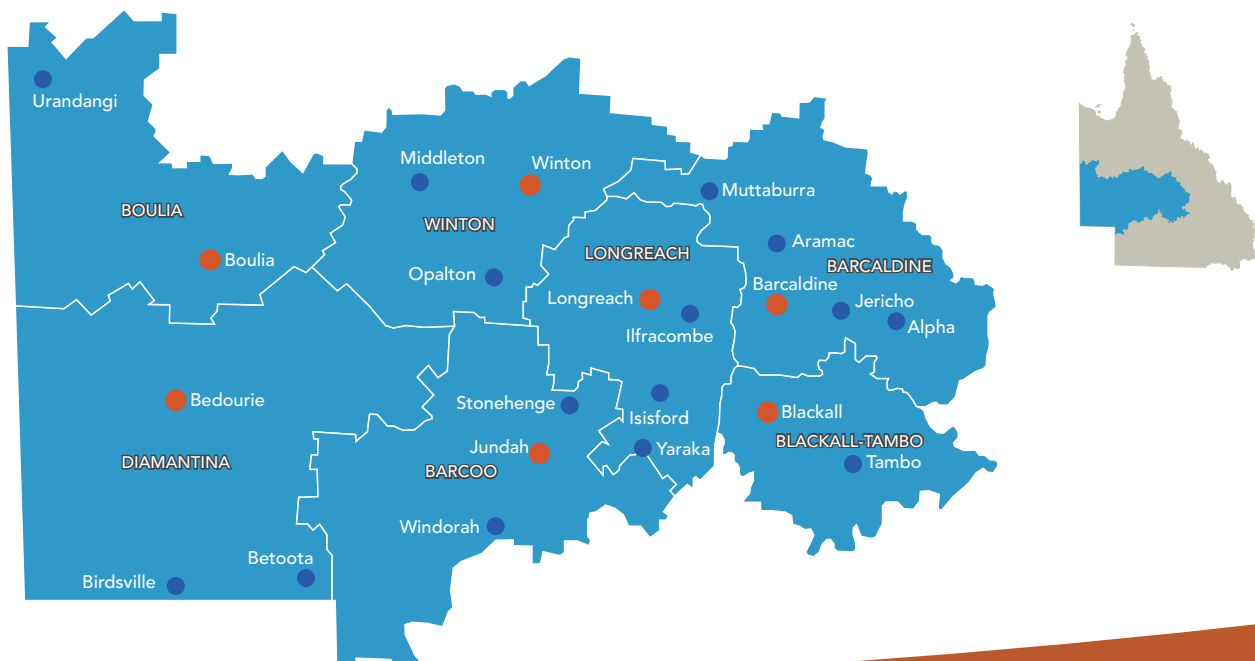 Urandangi
Middleton
Winton
Muttaburra
BOULIA
WINTON
Aramac
LONGREACH
BARCALDINE
Boulia
Opalton
Barcaldine
Longreach
Jericho
Alpha
Ilfracombe
Bedourie
Stonehenge
Isisford
Blackall
BLACKALL-TAMBO
Jundah
Yaraka
DIAMANTINA
BARCOO
Tambo
Windorah
Betoota
Birdsville